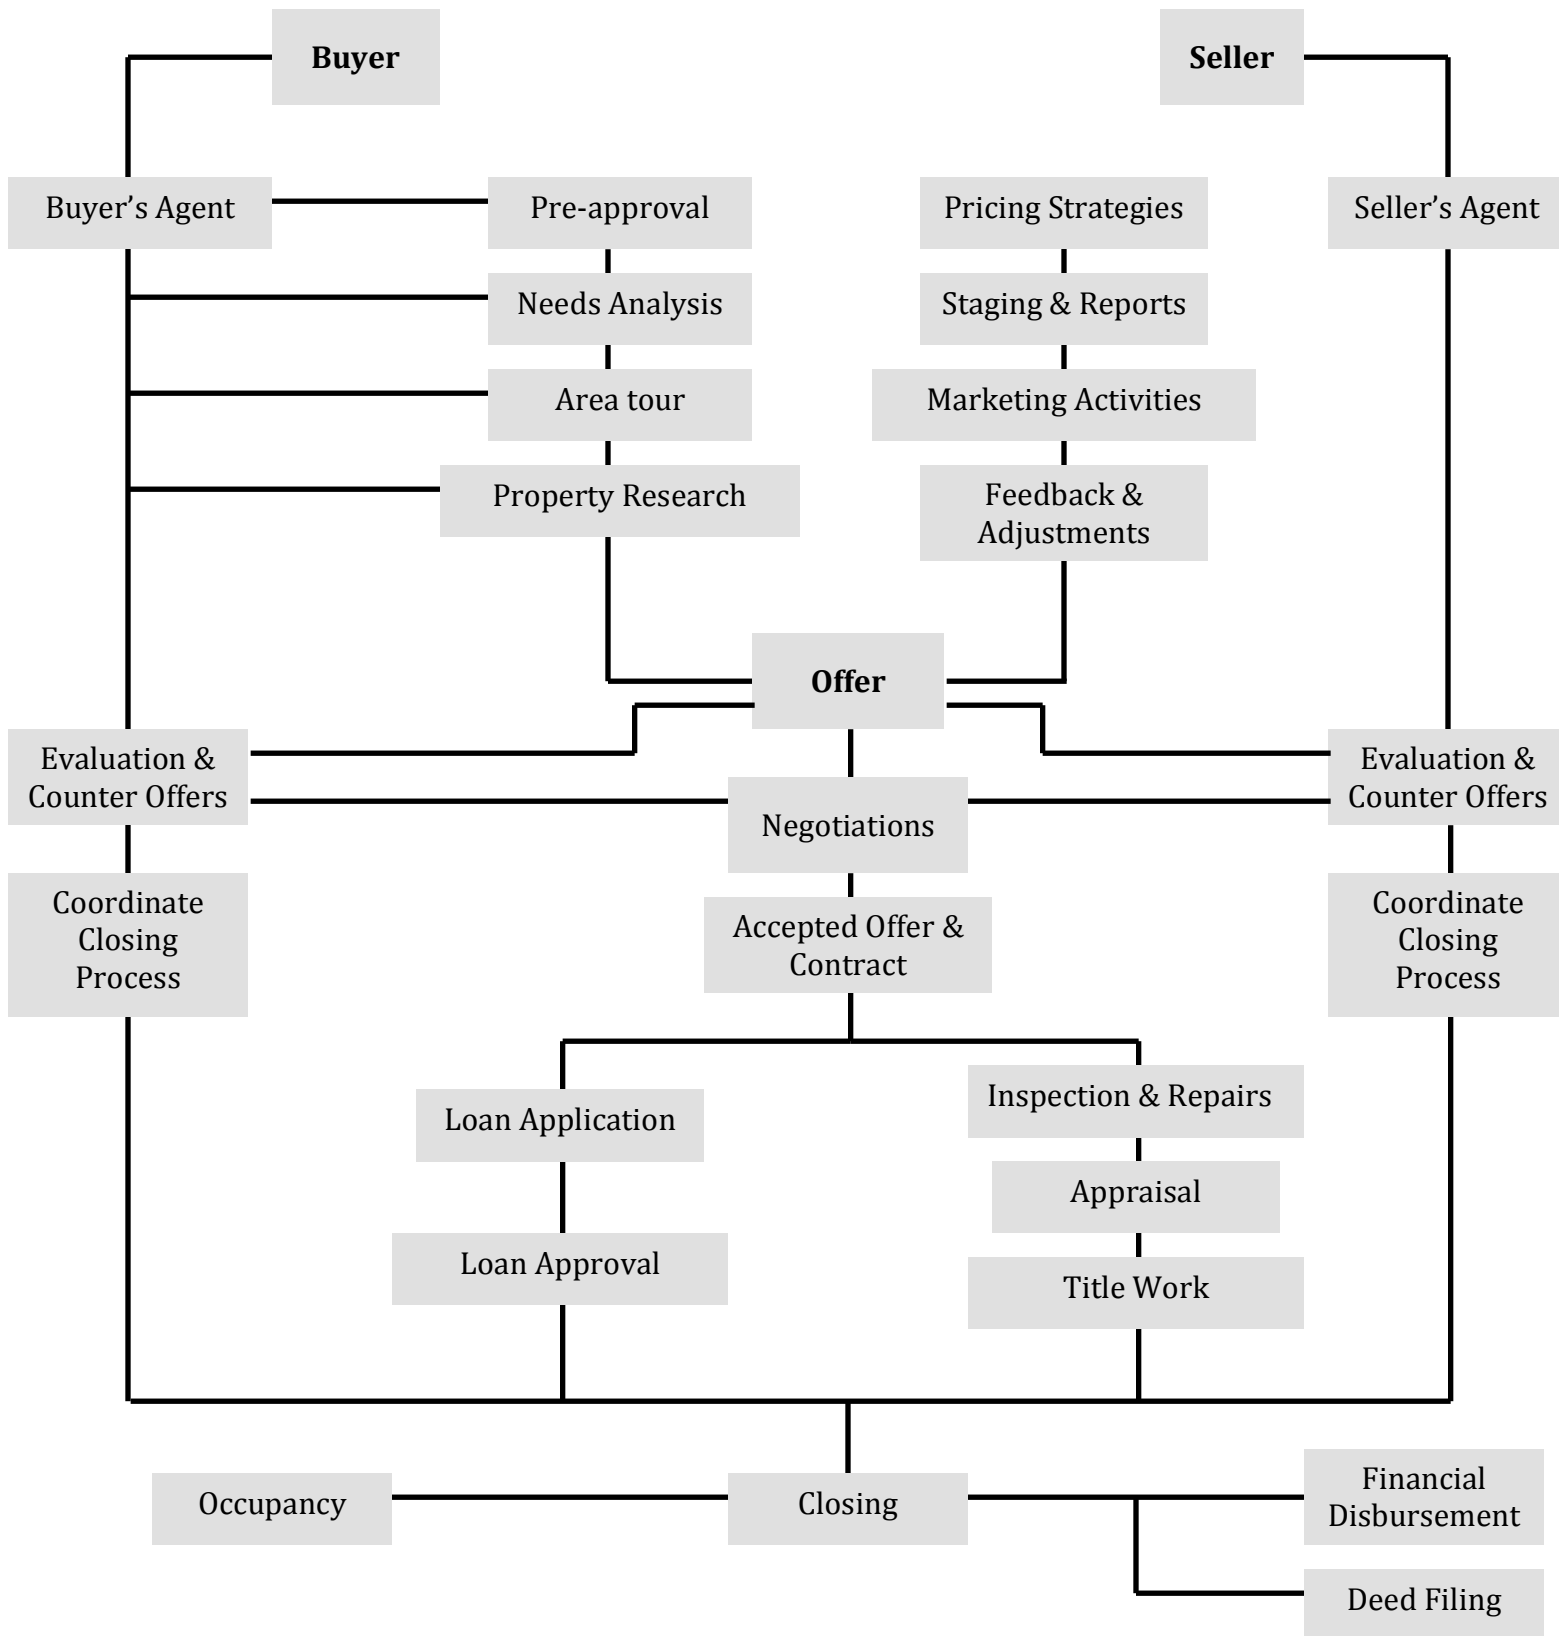 Buyer
Seller
Buyer’s Agent
Pre-approval
Pricing Strategies
Seller’s Agent
Needs Analysis
Staging & Reports
Area tour
Marketing Activities
Property Research
Feedback &
Adjustments
Offer
Evaluation &
Counter Offers
Negotiations
Evaluation &
Counter Offers
Coordinate
Closing
Process
Accepted Offer &
Contract
Coordinate
Closing
Process
Loan Application
Inspection & Repairs
Appraisal
Loan Approval
Title Work
Occupancy
Closing
Financial
Disbursement
Deed Filing